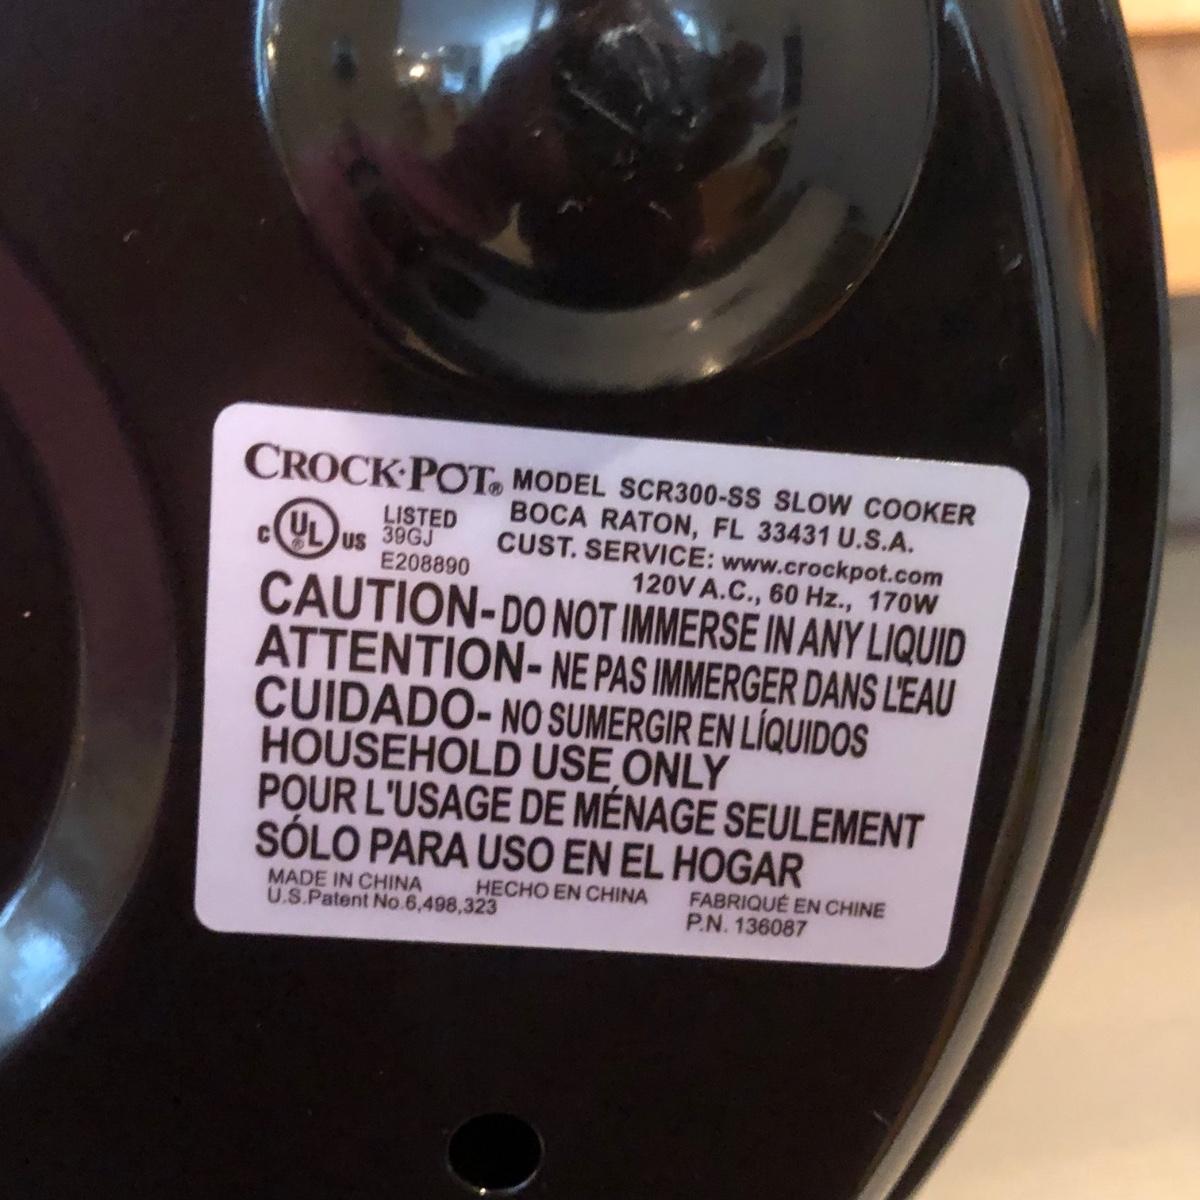 CROCK·POT® MODEL SCR300-SS SLOW COOKER
C UL® US LISTED BOCA RATON, FL 33431 U.S.A.
39GJ CUST. SERVICE: www.crockpot.com
E208890 120V A.C., 60 Hz., 170W
CAUTION- DO NOT IMMERSE IN ANY LIQUID
ATTENTION- NE PAS IMMERGER DANS L'EAU
CUIDADO- NO SUMERGIR EN LÍQUIDOS
HOUSEHOLD USE ONLY
POUR L'USAGE DE MÉNAGE SEULEMENT
SÓLO PARA USO EN EL HOGAR
MADE IN CHINA HECHO EN CHINA FABRIQUÉ EN CHINE
U.S.Patent No.6,498,323 P.N. 136087